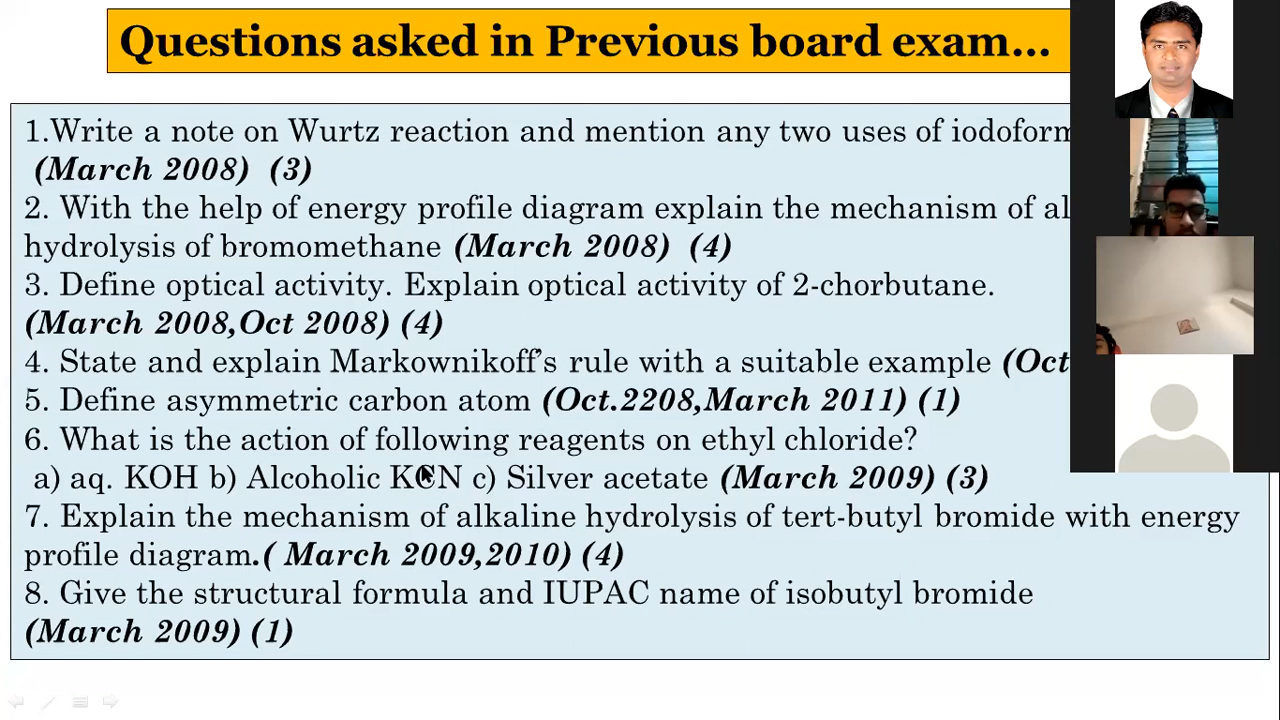 Questions asked in Previous board exam...
1.Write a note on Wurtz reaction and mention any two uses of iodoform
(March 2008) (3)
2. With the help of energy profile diagram explain the mechanism of al
hydrolysis of bromomethane (March 2008) (4)
3. Define optical activity. Explain optical activity of 2-chorbutane.
(March 2008,Oct 2008) (4)
4. State and explain Markownikoff’s rule with a suitable example (Oct
5. Define asymmetric carbon atom (Oct.2208,March 2011) (1)
6. What is the action of following reagents on ethyl chloride?
a) aq. KOH b) Alcoholic KCN c) Silver acetate (March 2009) (3)
7. Explain the mechanism of alkaline hydrolysis of tert-butyl bromide with energy
profile diagram.( March 2009,2010) (4)
8. Give the structural formula and IUPAC name of isobutyl bromide
(March 2009) (1)